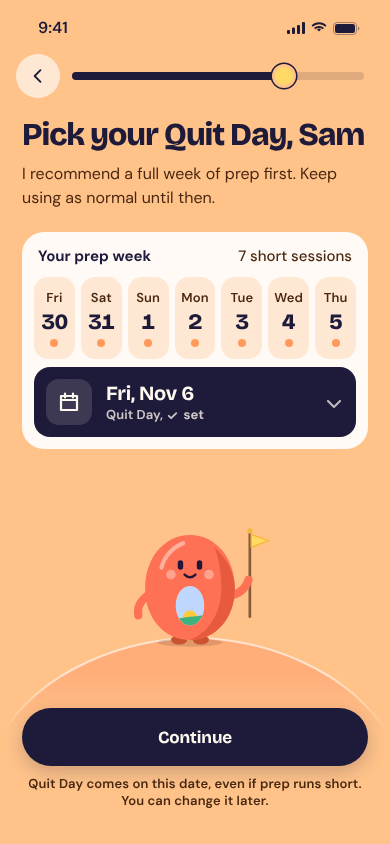 9:41
Pick your Quit Day, Sam
I recommend a full week of prep first. Keep
using as normal until then.
Your prep week 7 short sessions
Fri Sat Sun Mon Tue Wed Thu
30 31 1 2 3 4 5
Fri, Nov 6
Quit Day, ✓ set
Continue
Quit Day comes on this date, even if prep runs short.
You can change it later.